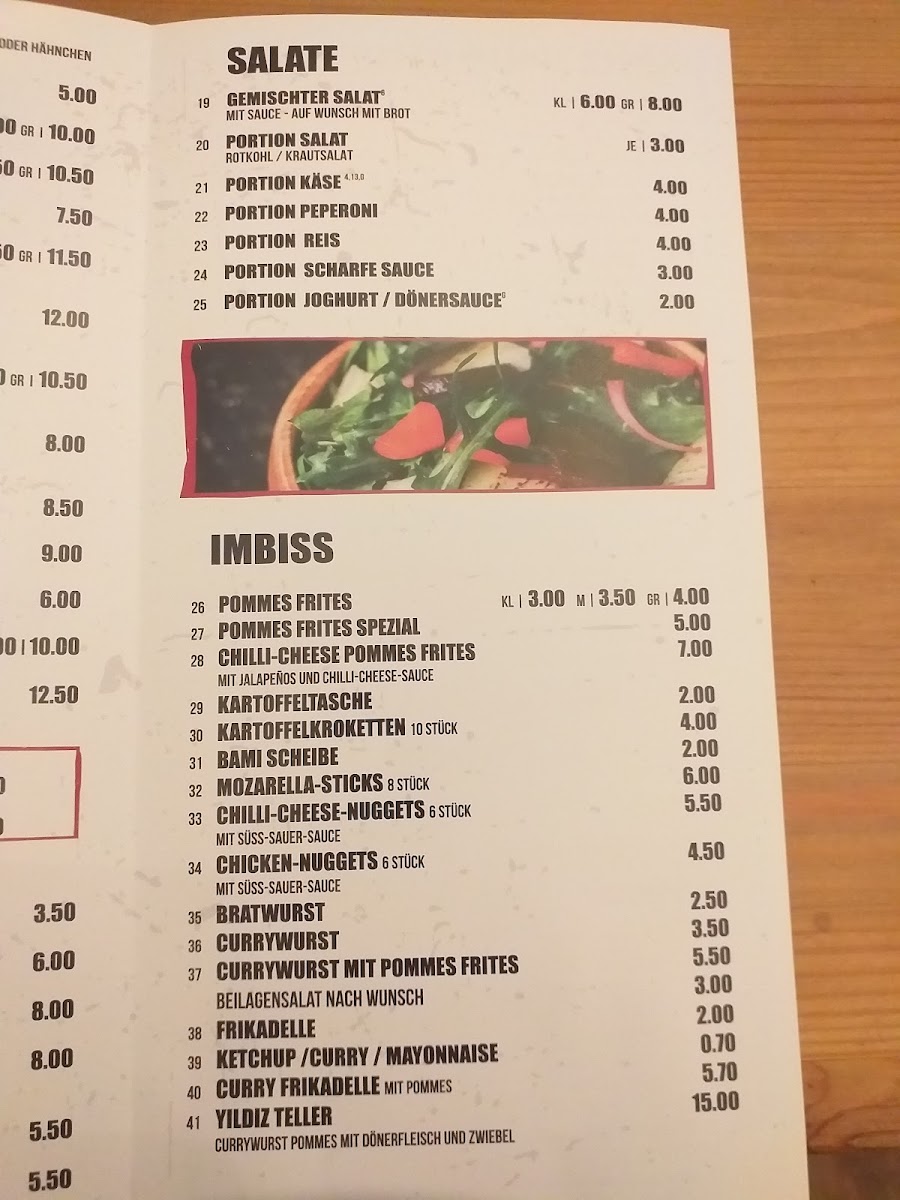 ODER HÄHNCHEN
5.00
00 GR | 10.00
50 GR | 10.50
7.50
50 GR | 11.50
12.00
GR | 10.50
8.00
8.50
9.00
6.00
00 | 10.00
12.50
3.50
6.00
8.00
8.00
5.50
5.50
SALATE
19 GEMISCHTER SALAT⁶ KL | 6.00 GR | 8.00
MIT SAUCE - AUF WUNSCH MIT BROT
20 PORTION SALAT JE | 3.00
ROTKOHL / KRAUTSALAT
21 PORTION KÄSE 4.00
22 PORTION PEPERONI 4.00
23 PORTION REIS 4.00
24 PORTION SCHARFE SAUCE 3.00
25 PORTION JOGHURT / DÖNERSAUCE 2.00
IMBISS
26 POMMES FRITES KL | 3.00 M | 3.50 GR | 4.00
27 POMMES FRITES SPEZIAL 5.00
28 CHILLI-CHEESE POMMES FRITES 7.00
MIT JALAPEÑOS UND CHILLI-CHEESE-SAUCE
29 KARTOFFELTASCHE 2.00
30 KARTOFFELKROKETTEN 10 STÜCK 4.00
31 BAMI SCHEIBE 2.00
32 MOZARELLA-STICKS 8 STÜCK 6.00
33 CHILLI-CHEESE-NUGGETS 6 STÜCK 5.50
MIT SÜSS-SAUER-SAUCE
34 CHICKEN-NUGGETS 6 STÜCK 4.50
MIT SÜSS-SAUER-SAUCE
35 BRATWURST 2.50
36 CURRYWURST 3.50
37 CURRYWURST MIT POMMES FRITES 5.50
BEILAGENSALAT NACH WUNSCH 3.00
38 FRIKADELLE 2.00
39 KETCHUP /CURRY / MAYONNAISE 0.70
40 CURRY FRIKADELLE MIT POMMES 5.70
41 YILDIZ TELLER 15.00
CURRYWURST POMMES MIT DÖNERFLEISCH UND ZWIEBEL